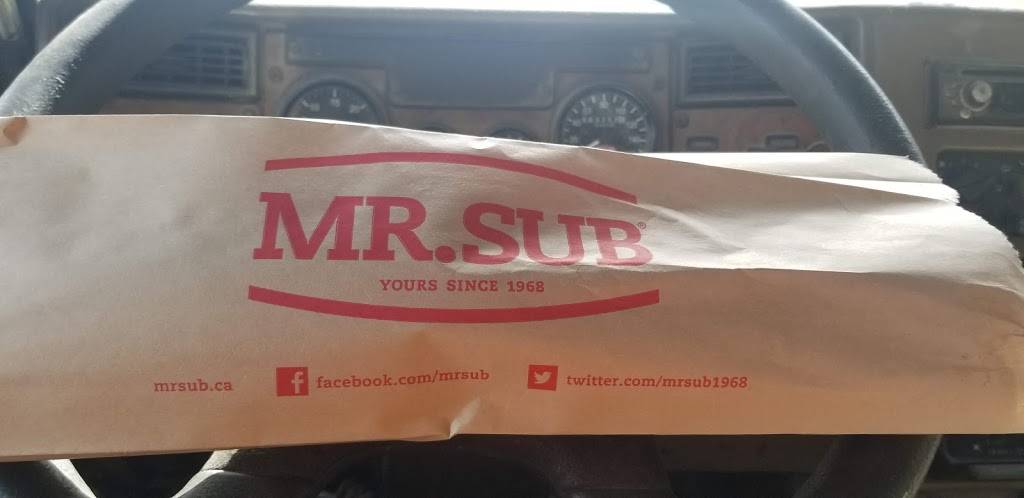 MR.SUB®
YOURS SINCE 1968
mrsub.ca facebook.com/mrsub twitter.com/mrsub1968